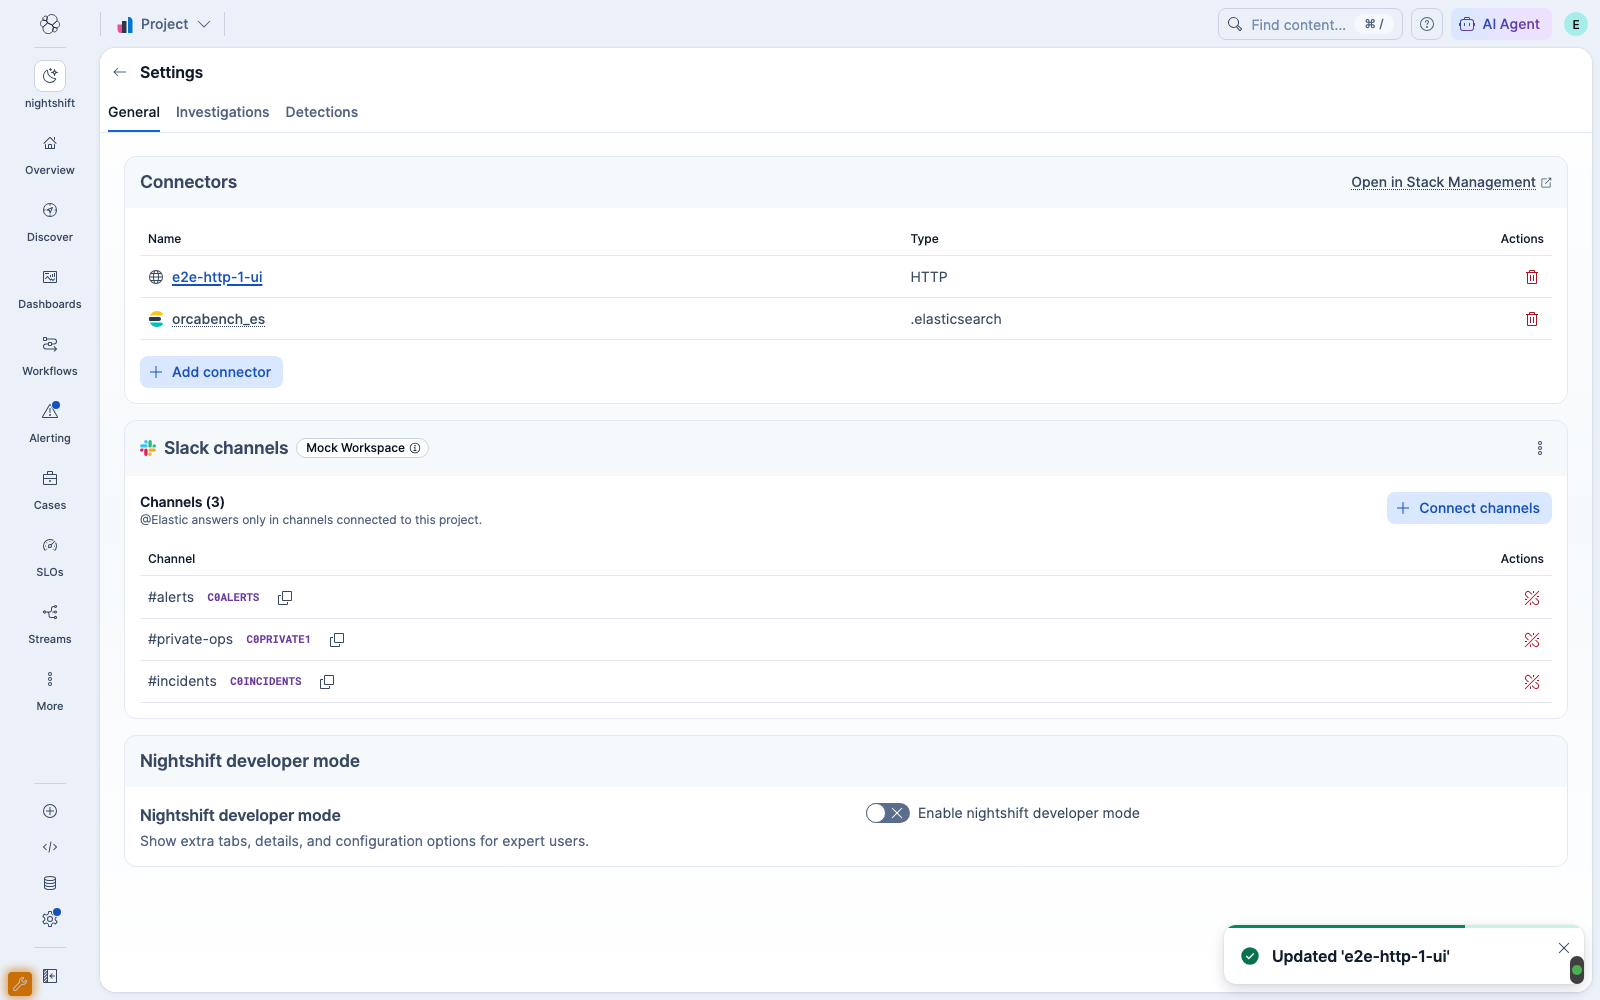 Project
Find content...
⌘ /
AI Agent
E
nightshift
Overview
Discover
Dashboards
Workflows
Alerting
Cases
SLOs
Streams
More
Settings
General
Investigations
Detections
Connectors
Open in Stack Management
Name
Type
Actions
e2e-http-1-ui
HTTP
orcabench_es
.elasticsearch
Add connector
Slack channels
Mock Workspace
Channels (3)
@Elastic answers only in channels connected to this project.
Connect channels
Channel
Actions
#alerts C0ALERTS
#private-ops C0PRIVATE1
#incidents C0INCIDENTS
Nightshift developer mode
Nightshift developer mode
Show extra tabs, details, and configuration options for expert users.
Enable nightshift developer mode
Updated 'e2e-http-1-ui'